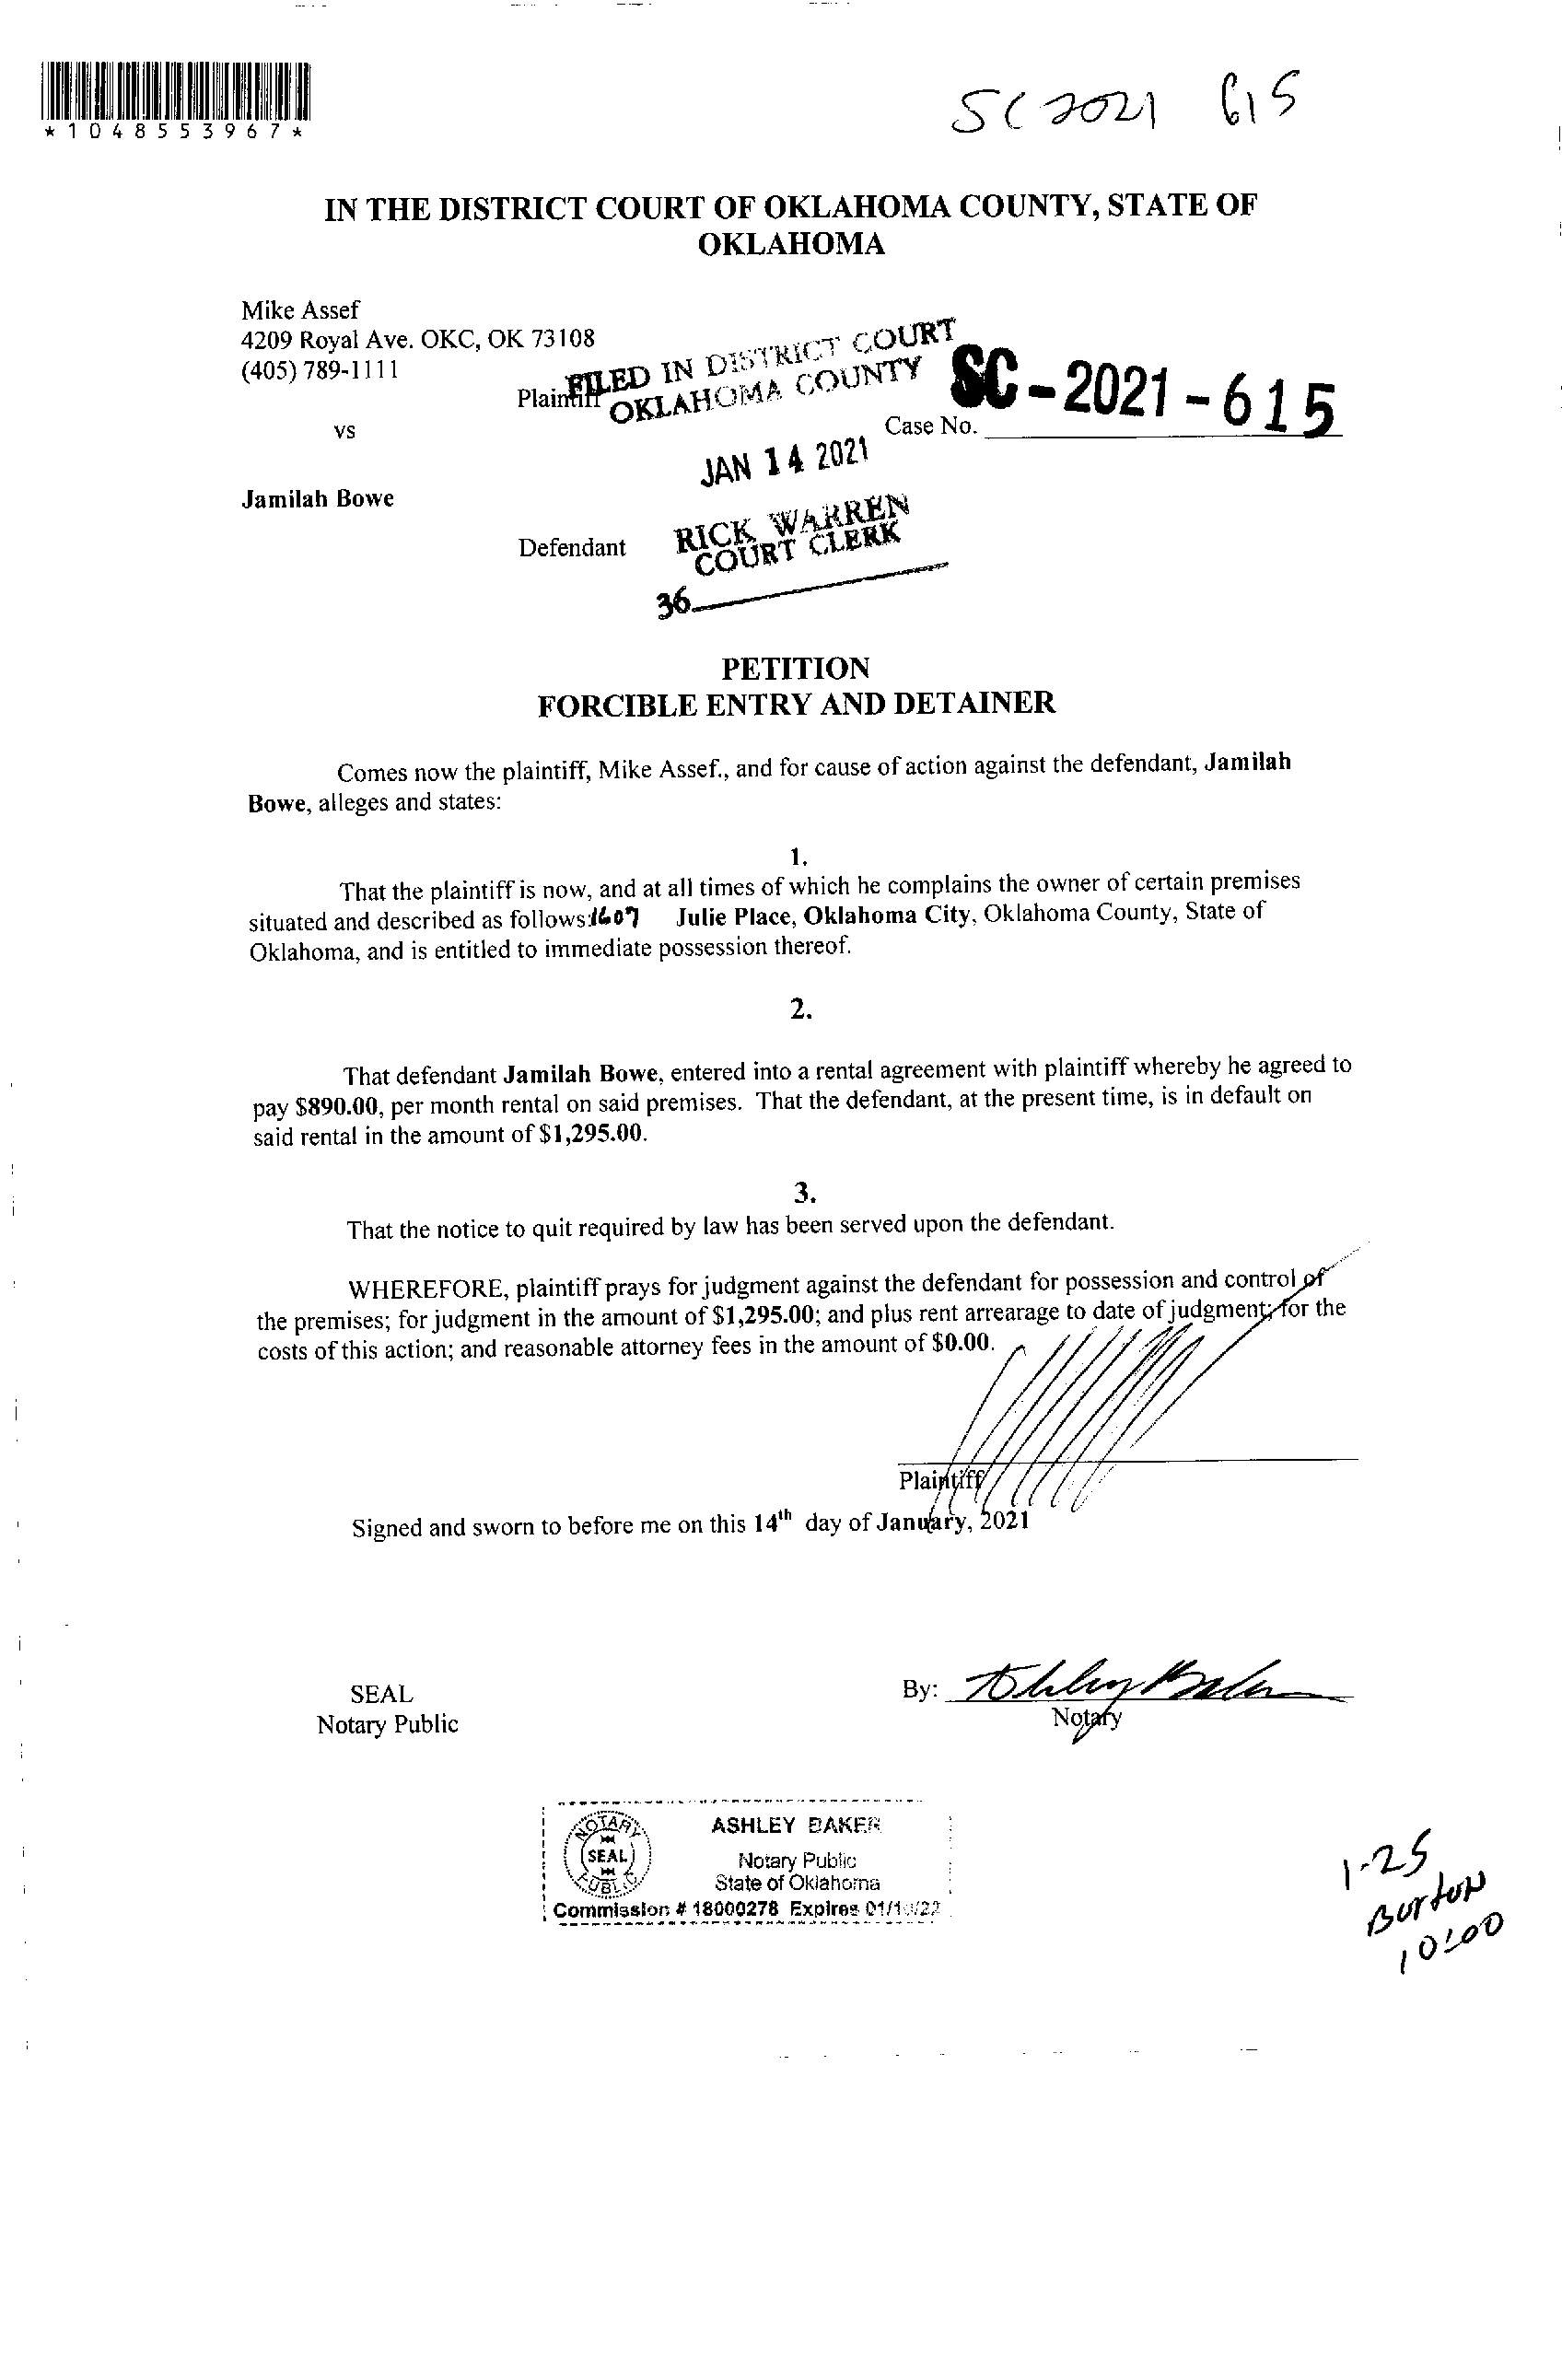 *1048553967*
SC 2021 615
IN THE DISTRICT COURT OF OKLAHOMA COUNTY, STATE OF
OKLAHOMA
Mike Assef
4209 Royal Ave. OKC, OK 73108
(405) 789-1111
Plaintiff
FILED IN DISTRICT COURT
OKLAHOMA COUNTY
SC-2021-615
vs
Case No.
JAN 14 2021
Jamilah Bowe
Defendant
RICK WARREN
COURT CLERK
36
PETITION
FORCIBLE ENTRY AND DETAINER
Comes now the plaintiff, Mike Assef., and for cause of action against the defendant, Jamilah
Bowe, alleges and states:
1.
That the plaintiff is now, and at all times of which he complains the owner of certain premises
situated and described as follows:1607 Julie Place, Oklahoma City, Oklahoma County, State of
Oklahoma, and is entitled to immediate possession thereof.
2.
That defendant Jamilah Bowe, entered into a rental agreement with plaintiff whereby he agreed to
pay $890.00, per month rental on said premises. That the defendant, at the present time, is in default on
said rental in the amount of $1,295.00.
3.
That the notice to quit required by law has been served upon the defendant.
WHEREFORE, plaintiff prays for judgment against the defendant for possession and control of
the premises; for judgment in the amount of $1,295.00; and plus rent arrearage to date of judgment; for the
costs of this action; and reasonable attorney fees in the amount of $0.00.
Plaintiff
Signed and sworn to before me on this 14th day of January, 2021
SEAL
Notary Public
By: Ashley Baker
Notary
NOTARY
SEAL
PUBLIC
ASHLEY BAKER
Notary Public
State of Oklahoma
Commission # 18000278 Expires
1-25
Burton
10:00